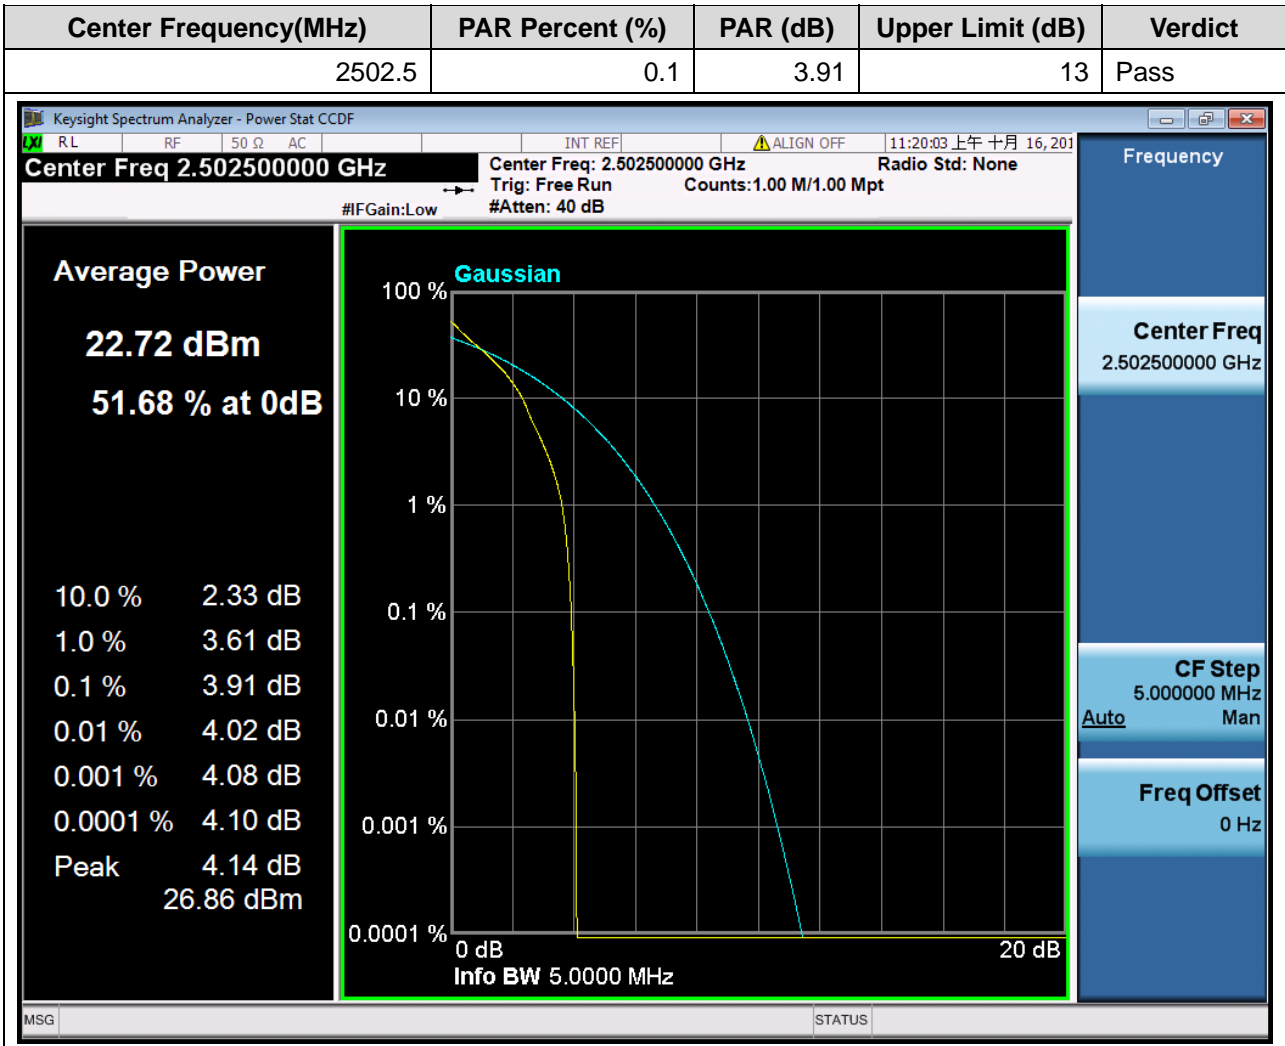 Center Frequency(MHz) PAR Percent (%) PAR (dB) Upper Limit (dB) Verdict
2502.5 0.1 3.91 13 Pass
Keysight Spectrum Analyzer - Power Stat CCDF
LXI RL RF 50 Ω AC INT REF ALIGN OFF 11:20:03 上午 十月 16, 201
Center Freq 2.502500000 GHz
Center Freq: 2.502500000 GHz Radio Std: None
Trig: Free Run Counts:1.00 M/1.00 Mpt
#IFGain:Low #Atten: 40 dB
Average Power
22.72 dBm
51.68 % at 0dB
10.0 % 2.33 dB
1.0 % 3.61 dB
0.1 % 3.91 dB
0.01 % 4.02 dB
0.001 % 4.08 dB
0.0001 % 4.10 dB
Peak 4.14 dB
26.86 dBm
Gaussian
100 %
10 %
1 %
0.1 %
0.01 %
0.001 %
0.0001 %
0 dB 20 dB
Info BW 5.0000 MHz
Frequency
Center Freq
2.502500000 GHz
CF Step
5.000000 MHz
Auto Man
Freq Offset
0 Hz
MSG STATUS